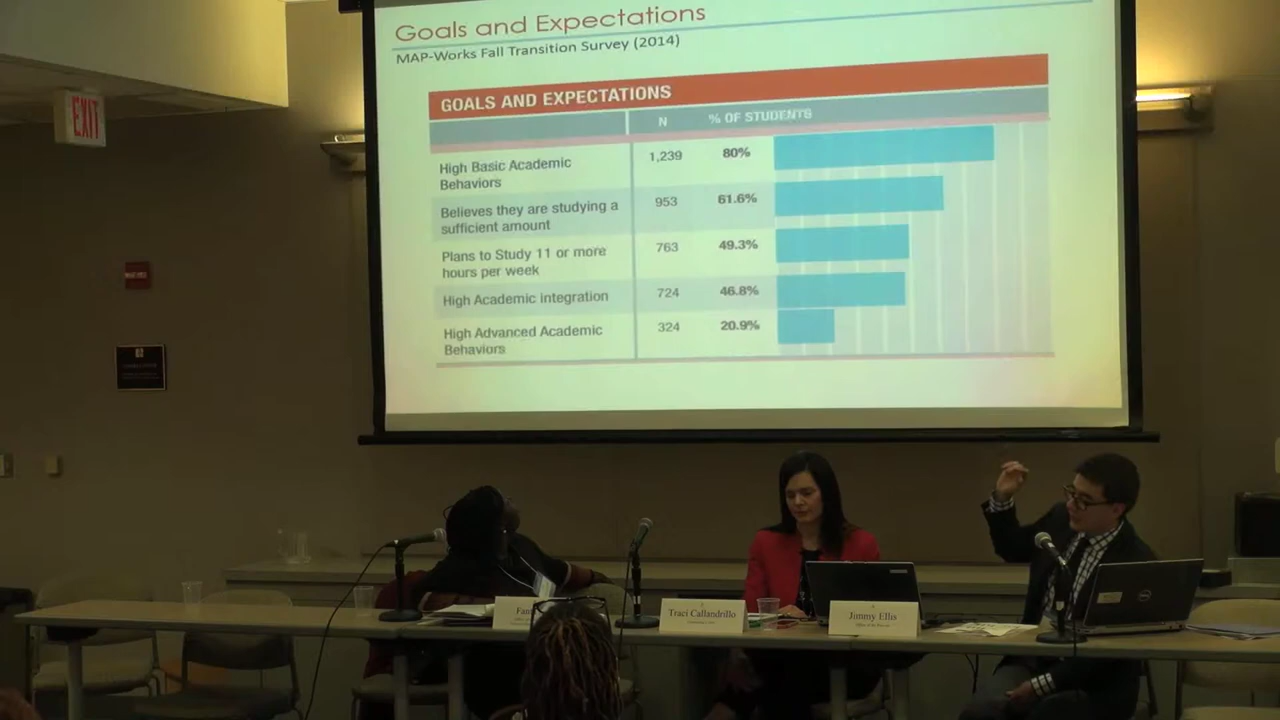 Goals and Expectations
MAP-Works Fall Transition Survey (2014)
GOALS AND EXPECTATIONS
N % OF STUDENTS
High Basic Academic
Behaviors
1,239 80%
Believes they are studying a
sufficient amount
953 61.6%
Plans to Study 11 or more
hours per week
763 49.3%
High Academic integration
724 46.8%
High Advanced Academic
Behaviors
324 20.9%
EXIT
Traci Callandrillo
Jimmy Ellis
DELL